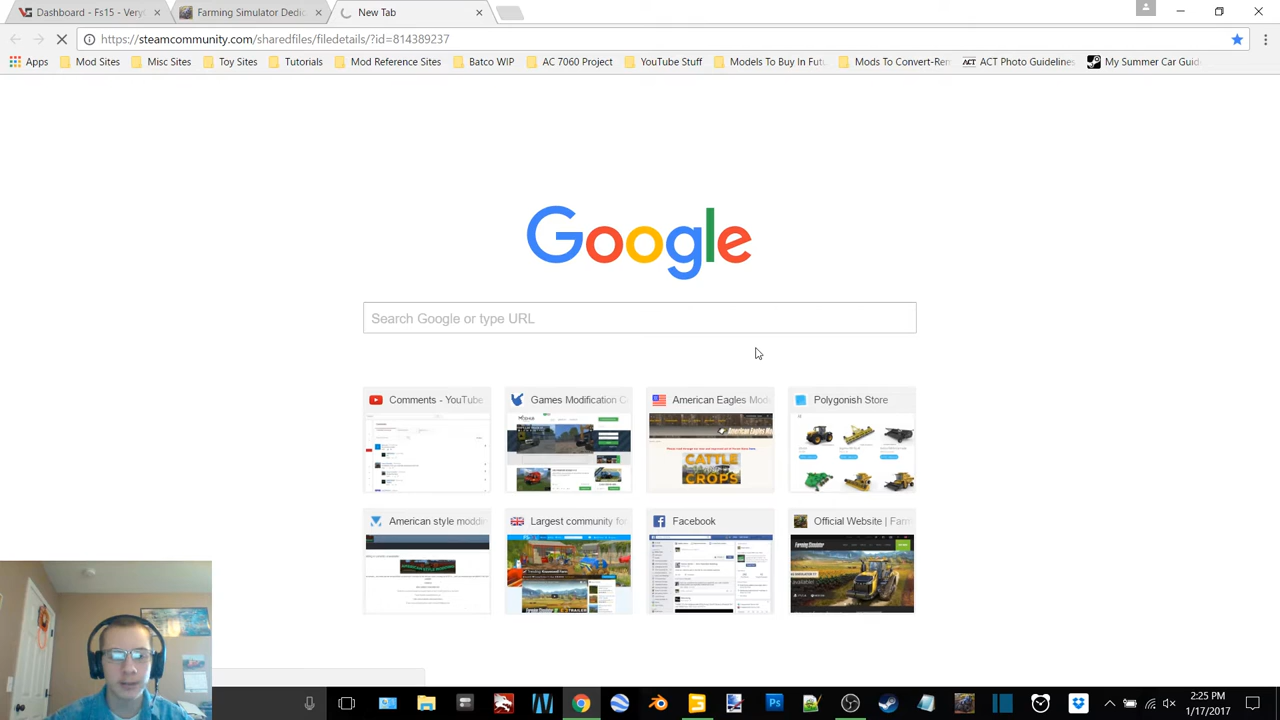 Dashboard - Fs15 - Very
Farming Simulator Dedic
New Tab
https://steamcommunity.com/sharedfiles/filedetails/?id=814389237
Apps Mod Sites Misc Sites Toy Sites Tutorials Mod Reference Sites Batco WIP AC 7060 Project YouTube Stuff Models To Buy In Futu Mods To Convert-Ren ACT Photo Guidelines My Summer Car Guid
Google
Search Google or type URL
Comments - YouTube
Games Modification C
American Eagles Mod
Polygonish Store
CATTLE
CROPS
American style moddin
Largest community for
Facebook
Official Website | Farm
2:25 PM
1/17/2017